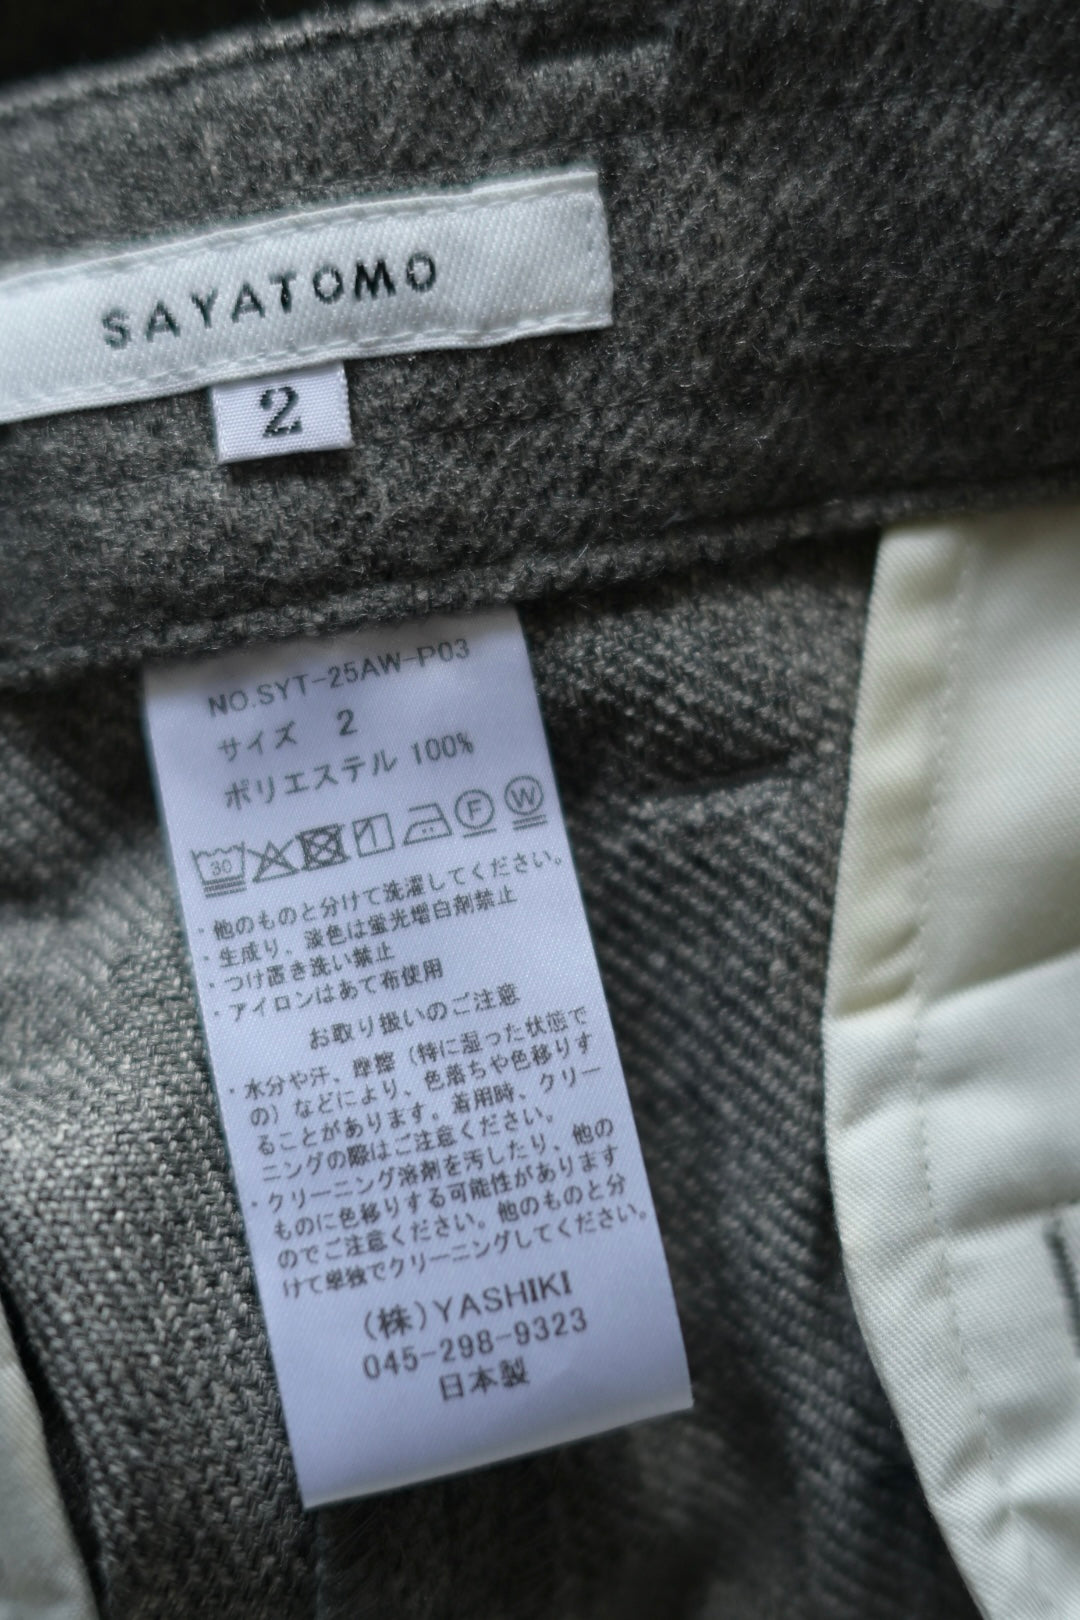 SAYATOMO
2
NO.SYT-25AW-P03
サイズ 2
ポリエステル 100%
30 F W
・他のものと分けて洗濯してください。
・生成り、淡色は蛍光増白剤禁止
・つけ置き洗い禁止
・アイロンはあて布使用
お取り扱いのご注意
・水分や汗、摩擦（特に湿った状態で
の）などにより、色落ちや色移りす
ることがあります。着用時、クリー
ニングの際はご注意ください。
・クリーニング溶剤を汚したり、他の
ものに色移りする可能性があります
のでご注意ください。他のものと分
けて単独でクリーニングしてください。
(株)YASHIKI
045-298-9323
日本製